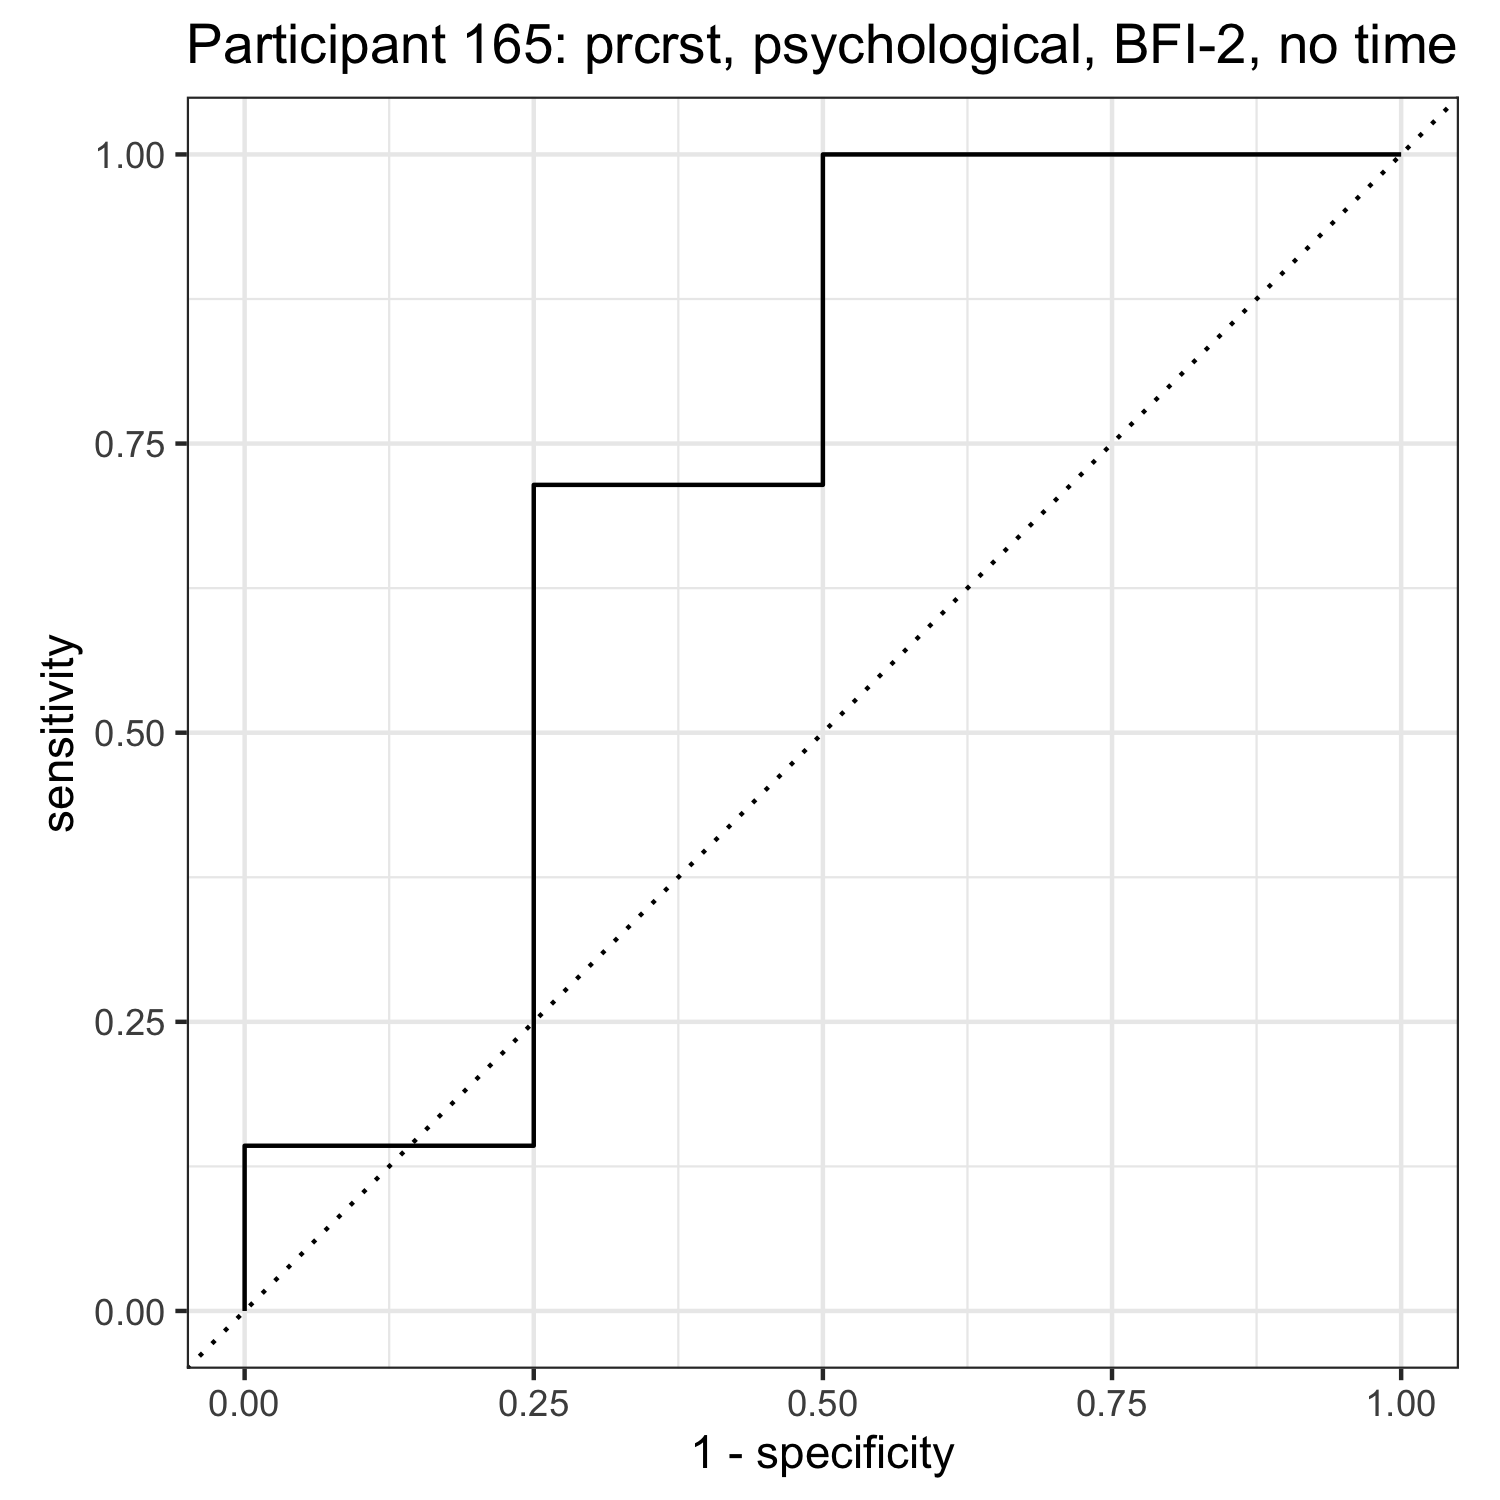 Participant 165: prcrst, psychological, BFI-2, no time
1.00
0.75
0.50
0.25
0.00
sensitivity
0.00 0.25 0.50 0.75 1.00
1 - specificity